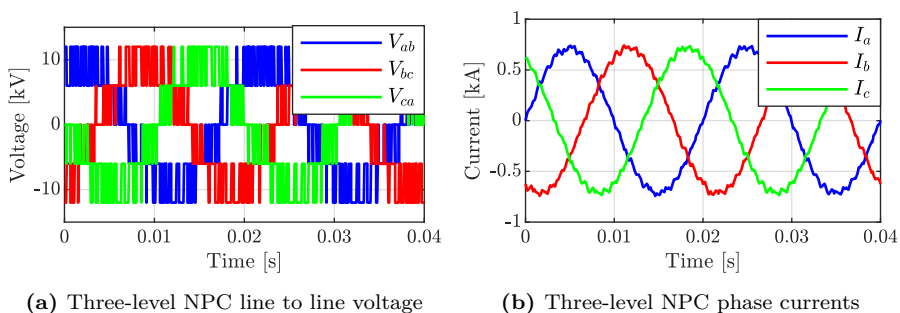 10
0
-10
Voltage [kV]
0
0.01
0.02
0.03
0.04
Time [s]
V_ab
V_bc
V_ca
(a) Three-level NPC line to line voltage
1
0.5
0
-0.5
-1
Current [kA]
0
0.01
0.02
0.03
0.04
Time [s]
I_a
I_b
I_c
(b) Three-level NPC phase currents